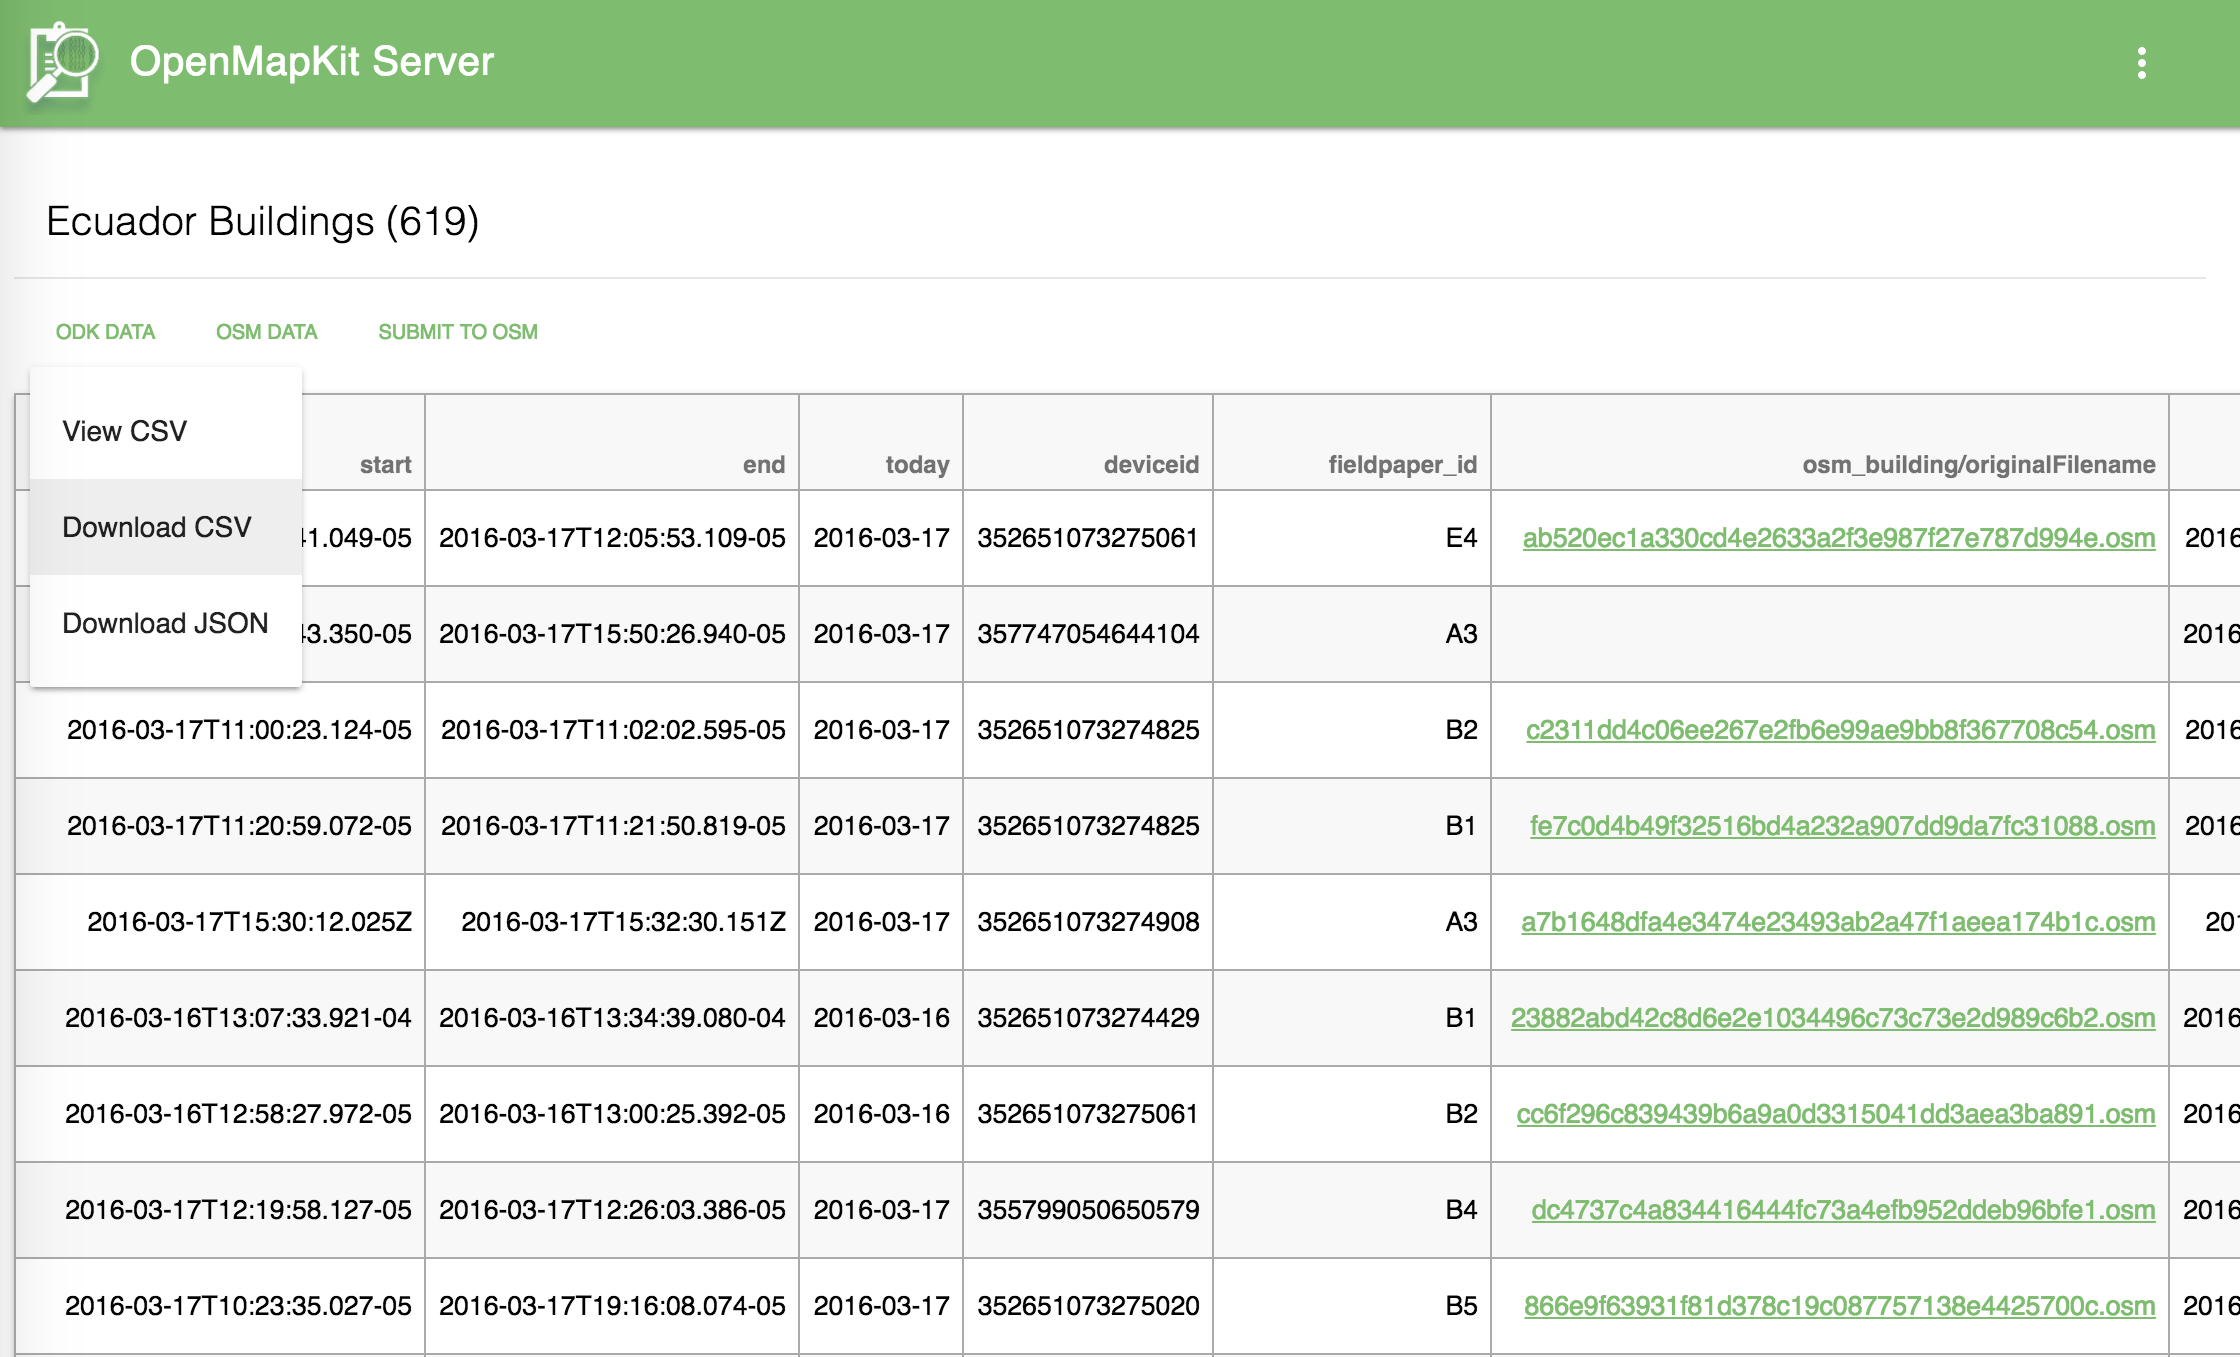 OpenMapKit Server
Ecuador Buildings (619)
ODK DATA OSM DATA SUBMIT TO OSM
View CSV
Download CSV
Download JSON
start end today deviceid fieldpaper_id osm_building/originalFilename
1.049-05 2016-03-17T12:05:53.109-05 2016-03-17 352651073275061 E4 ab520ec1a330cd4e2633a2f3e987f27e787d994e.osm 2016
3.350-05 2016-03-17T15:50:26.940-05 2016-03-17 357747054644104 A3 2016
2016-03-17T11:00:23.124-05 2016-03-17T11:02:02.595-05 2016-03-17 352651073274825 B2 c2311dd4c06ee267e2fb6e99ae9bb8f367708c54.osm 2016
2016-03-17T11:20:59.072-05 2016-03-17T11:21:50.819-05 2016-03-17 352651073274825 B1 fe7c0d4b49f32516bd4a232a907dd9da7fc31088.osm 2016
2016-03-17T15:30:12.025Z 2016-03-17T15:32:30.151Z 2016-03-17 352651073274908 A3 a7b1648dfa4e3474e23493ab2a47f1aeea174b1c.osm 201
2016-03-16T13:07:33.921-04 2016-03-16T13:34:39.080-04 2016-03-16 352651073274429 B1 23882abd42c8d6e2e1034496c73c73e2d989c6b2.osm 2016
2016-03-16T12:58:27.972-05 2016-03-16T13:00:25.392-05 2016-03-16 352651073275061 B2 cc6f296c839439b6a9a0d3315041dd3aea3ba891.osm 2016
2016-03-17T12:19:58.127-05 2016-03-17T12:26:03.386-05 2016-03-17 355799050650579 B4 dc4737c4a834416444fc73a4efb952ddeb96bfe1.osm 2016
2016-03-17T10:23:35.027-05 2016-03-17T19:16:08.074-05 2016-03-17 352651073275020 B5 866e9f63931f81d378c19c087757138e4425700c.osm 2016